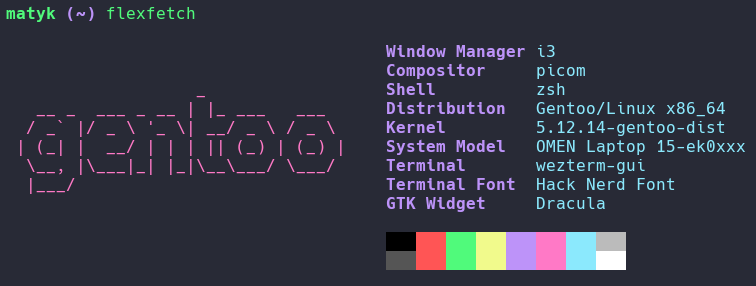 matyk (~) flexfetch
gentoo
Window Manager i3
Compositor picom
Shell zsh
Distribution Gentoo/Linux x86_64
Kernel 5.12.14-gentoo-dist
System Model OMEN Laptop 15-ek0xxx
Terminal wezterm-gui
Terminal Font Hack Nerd Font
GTK Widget Dracula